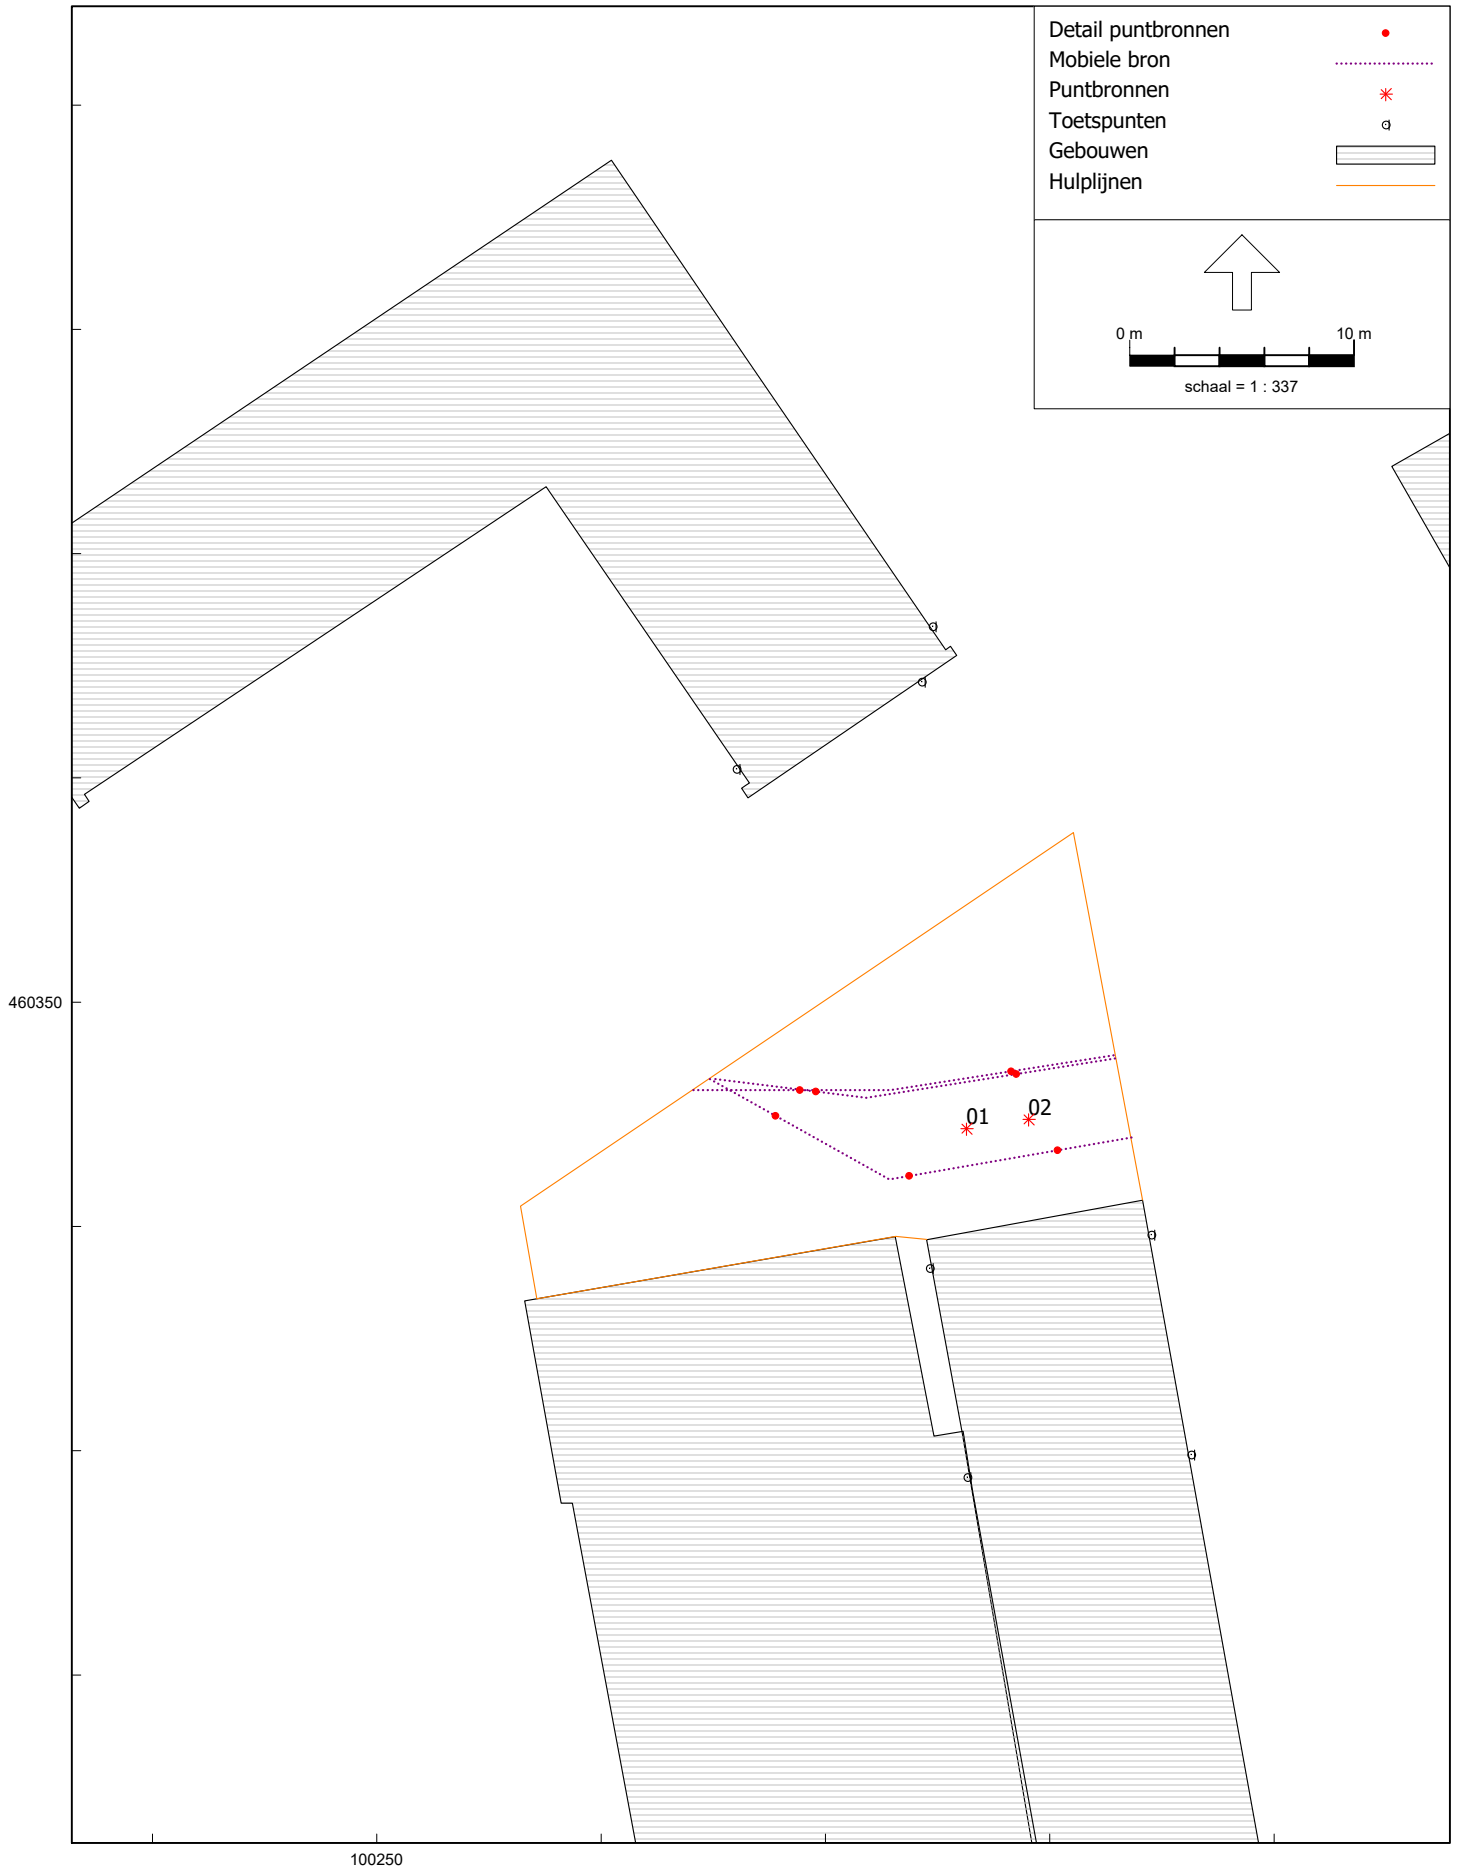 Detail puntbronnen
Mobiele bron
Puntbronnen
Toetspunten
Gebouwen
Hulplijnen
0 m 10 m
schaal = 1 : 337
460350
01 02
100250